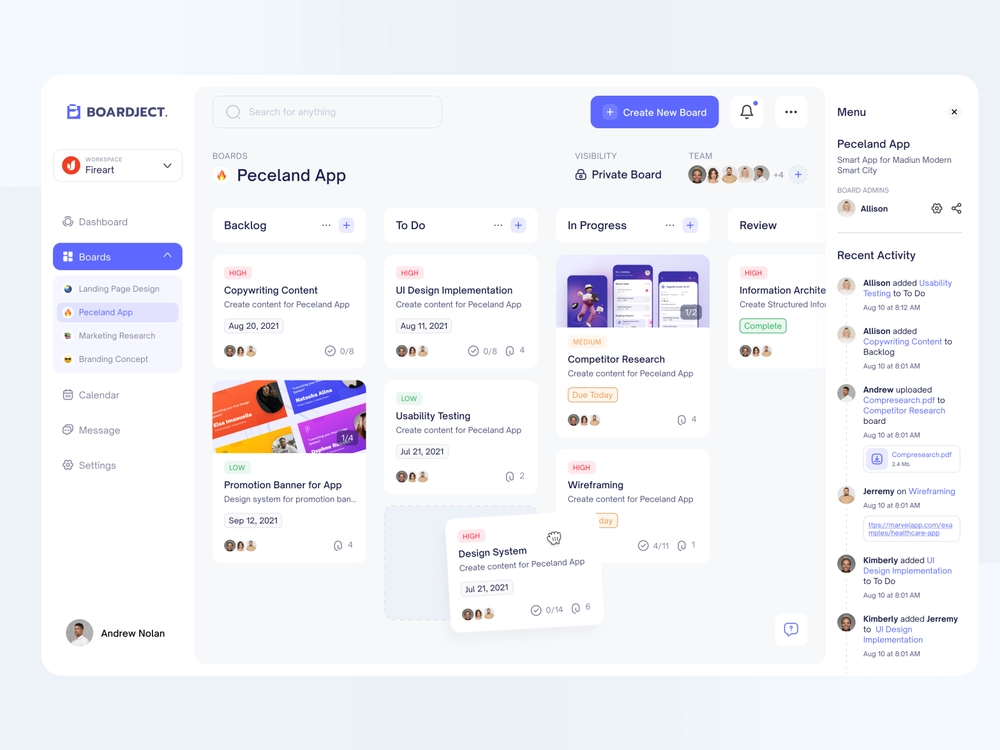 BOARDJECT.
WORKSPACE
Fireart
Dashboard
Boards
Landing Page Design
Peceland App
Marketing Research
Branding Concept
Calendar
Message
Settings
Andrew Nolan
Search for anything
Create New Board
BOARDS
Peceland App
VISIBILITY
Private Board
TEAM
+4
Backlog
HIGH
Copywriting Content
Create content for Peceland App
Aug 20, 2021
0/8
1/4
LOW
Promotion Banner for App
Design system for promotion ban...
Sep 12, 2021
4
To Do
HIGH
UI Design Implementation
Create content for Peceland App
Aug 11, 2021
0/8 4
LOW
Usability Testing
Create content for Peceland App
Jul 21, 2021
2
HIGH
Design System
Create content for Peceland App
Jul 21, 2021
0/14 6
In Progress
1/2
MEDIUM
Competitor Research
Create content for Peceland App
Due Today
4
HIGH
Wireframing
Create content for Peceland App
day
4/11 1
Review
HIGH
Information Archite
Create Structured Infor
Complete
Menu
Peceland App
Smart App for Madiun Modern
Smart City
BOARD ADMINS
Allison
Recent Activity
Allison added Usability
Testing to To Do
Aug 10 at 8:12 AM
Allison added
Copywriting Content to
Backlog
Aug 10 at 8:01 AM
Andrew uploaded
Compresearch.pdf to
Competitor Research
board
Aug 10 at 8:01 AM
Compresearch.pdf
2.4 Mb
Jerremy on Wireframing
Aug 10 at 8:01 AM
ttps://marvelapp.com/exa
mples/healthcare-app
Kimberly added UI
Design Implementation
to To Do
Aug 10 at 8:01 AM
Kimberly added Jerremy
to UI Design
Implementation
Aug 10 at 8:01 AM